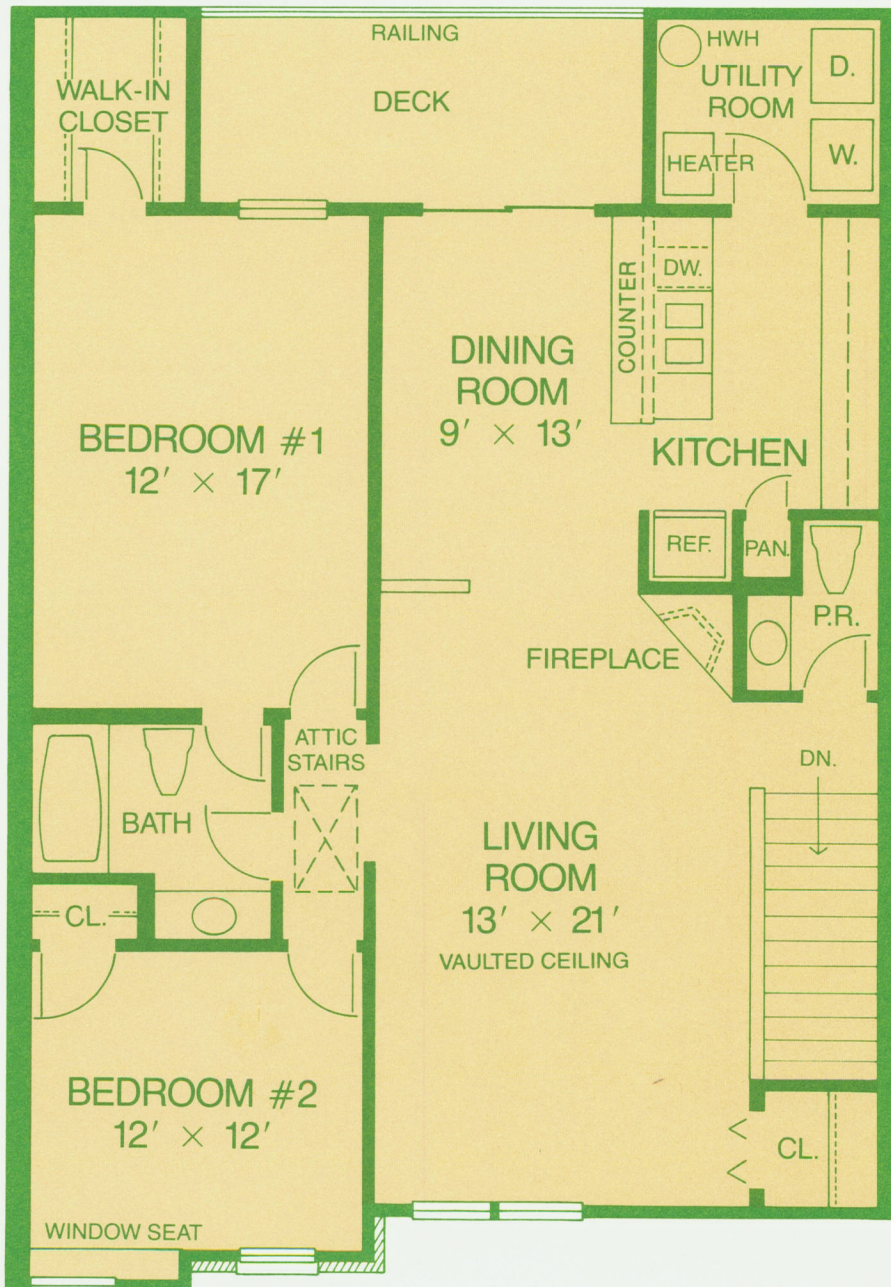 RAILING
DECK
WALK-IN
CLOSET
HWH
UTILITY
ROOM
D.
W.
HEATER
COUNTER
DW.
DINING
ROOM
9′ × 13′
BEDROOM #1
12′ × 17′
KITCHEN
REF.
PAN.
P.R.
FIREPLACE
ATTIC
STAIRS
BATH
DN.
LIVING
ROOM
13′ × 21′
VAULTED CEILING
CL.
BEDROOM #2
12′ × 12′
CL.
WINDOW SEAT